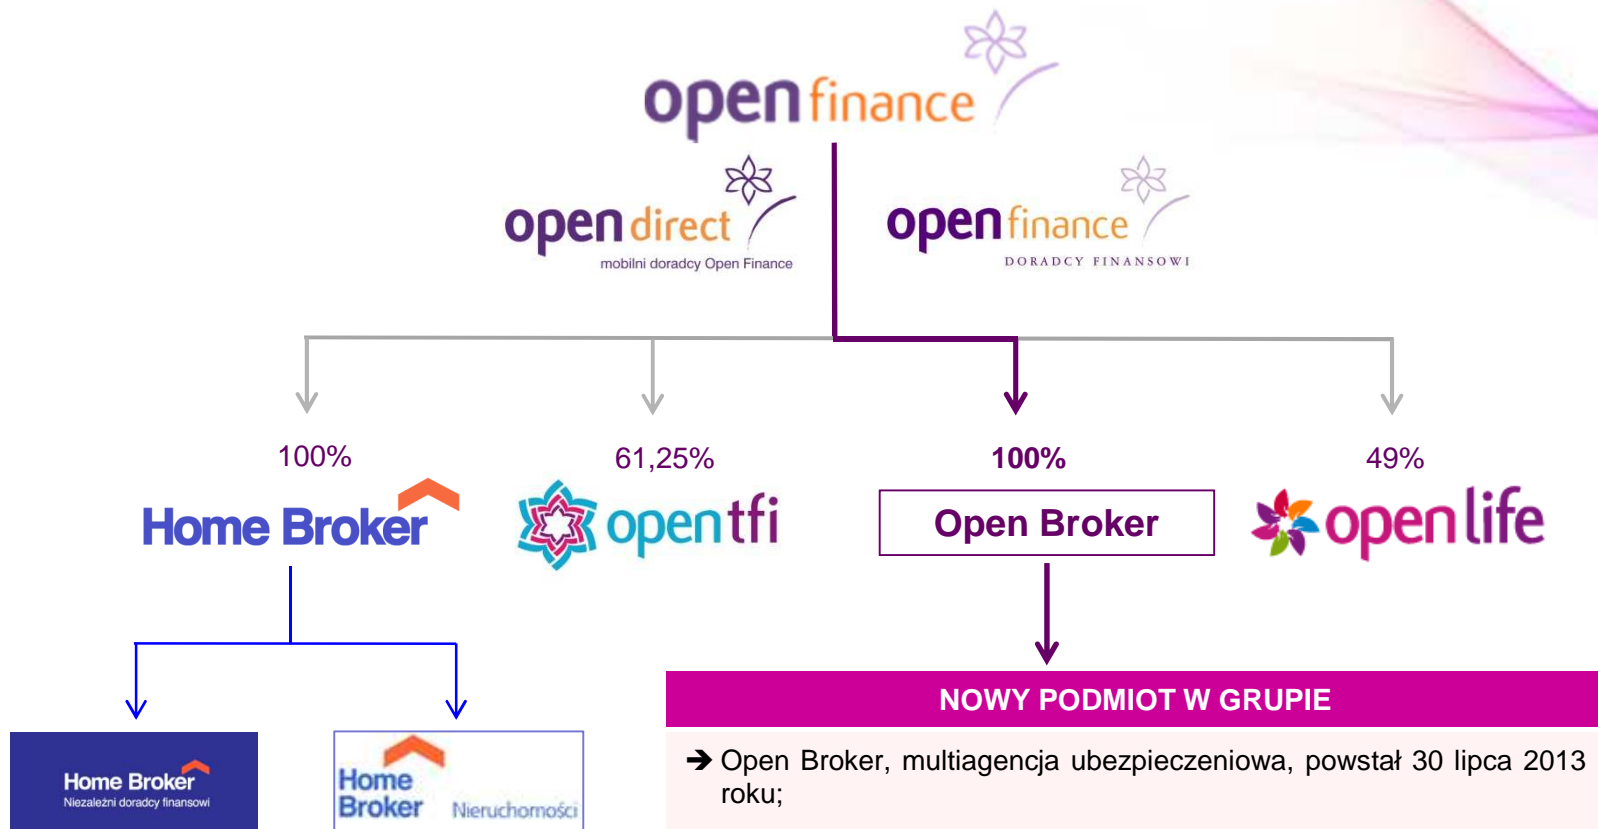 open finance
open direct
mobilni doradcy Open Finance
open finance
DORADCY FINANSOWI
100%
61,25%
100%
49%
Home Broker
open tfi
Open Broker
open life
NOWY PODMIOT W GRUPIE
➔ Open Broker, multiagencja ubezpieczeniowa, powstał 30 lipca 2013
roku;
Home Broker
Niezależni doradcy finansowi
Home
Broker
Nieruchomości